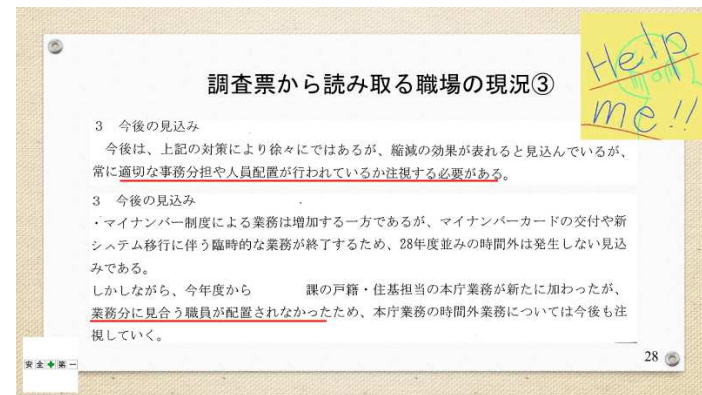 調査票から読み取る職場の現況③
Help
me!!
3 今後の見込み
今後は、上記の対策により徐々にではあるが、縮減の効果が表れると見込んでいるが、
常に適切な事務分担や人員配置が行われているか注視する必要がある。
3 今後の見込み
・マイナンバー制度による業務は増加する一方であるが、マイナンバーカードの交付や新
システム移行に伴う臨時的な業務が終了するため、28年度並みの時間外は発生しない見込
みである。
しかしながら、今年度から 課の戸籍・住基担当の本庁業務が新たに加わったが、
業務分に見合う職員が配置されなかったため、本庁業務の時間外業務については今後も注
視していく。
28
安全✚第一